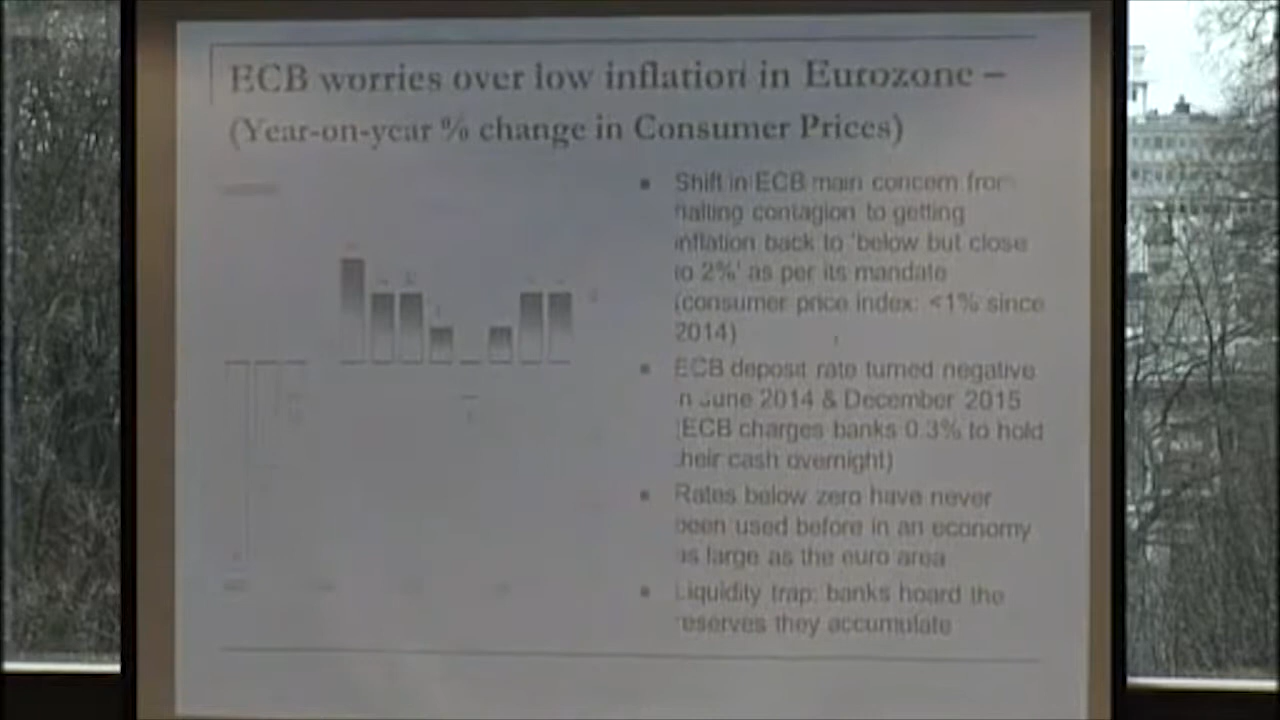 ECB worries over low inflation in Eurozone –
(Year-on-year % change in Consumer Prices)
Shift in ECB main concern from
halting contagion to getting
inflation back to 'below but close
to 2%' as per its mandate
(consumer price index: <1% since
2014)
ECB deposit rate turned negative
in June 2014 & December 2015
(ECB charges banks 0.3% to hold
their cash overnight)
Rates below zero have never
been used before in an economy
as large as the euro area
Liquidity trap: banks hoard the
reserves they accumulate